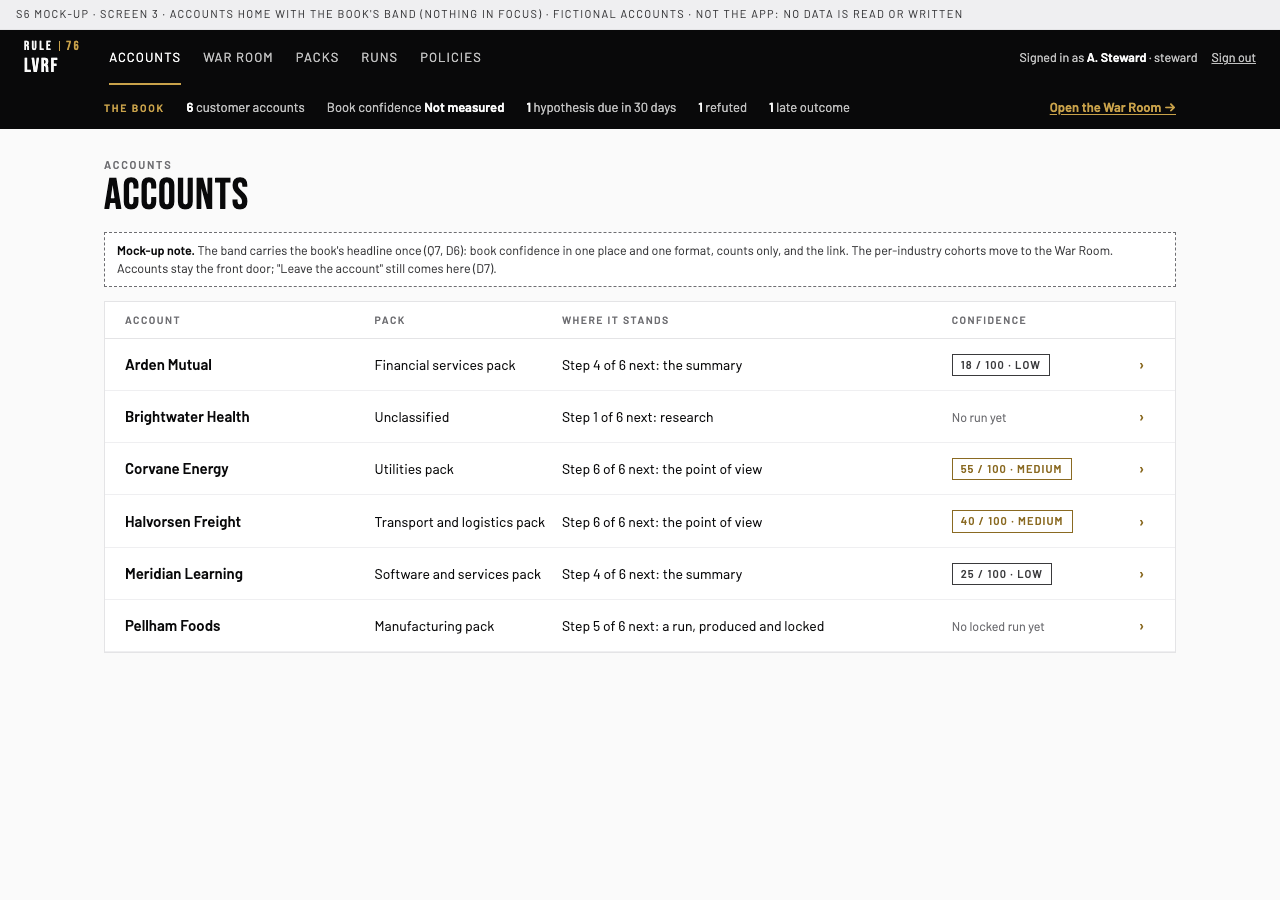 S6 MOCK-UP · SCREEN 3 · ACCOUNTS HOME WITH THE BOOK'S BAND (NOTHING IN FOCUS) · FICTIONAL ACCOUNTS · NOT THE APP: NO DATA IS READ OR WRITTEN
RULE | 76
LVRF
ACCOUNTS WAR ROOM PACKS RUNS POLICIES
Signed in as A. Steward · steward Sign out
THE BOOK 6 customer accounts Book confidence Not measured 1 hypothesis due in 30 days 1 refuted 1 late outcome Open the War Room →
ACCOUNTS
ACCOUNTS
Mock-up note. The band carries the book's headline once (Q7, D6): book confidence in one place and one format, counts only, and the link. The per-industry cohorts move to the War Room.
Accounts stay the front door; "Leave the account" still comes here (D7).
ACCOUNT PACK WHERE IT STANDS CONFIDENCE
Arden Mutual Financial services pack Step 4 of 6 next: the summary 18 / 100 · LOW ›
Brightwater Health Unclassified Step 1 of 6 next: research No run yet ›
Corvane Energy Utilities pack Step 6 of 6 next: the point of view 55 / 100 · MEDIUM ›
Halvorsen Freight Transport and logistics pack Step 6 of 6 next: the point of view 40 / 100 · MEDIUM ›
Meridian Learning Software and services pack Step 4 of 6 next: the summary 25 / 100 · LOW ›
Pellham Foods Manufacturing pack Step 5 of 6 next: a run, produced and locked No locked run yet ›